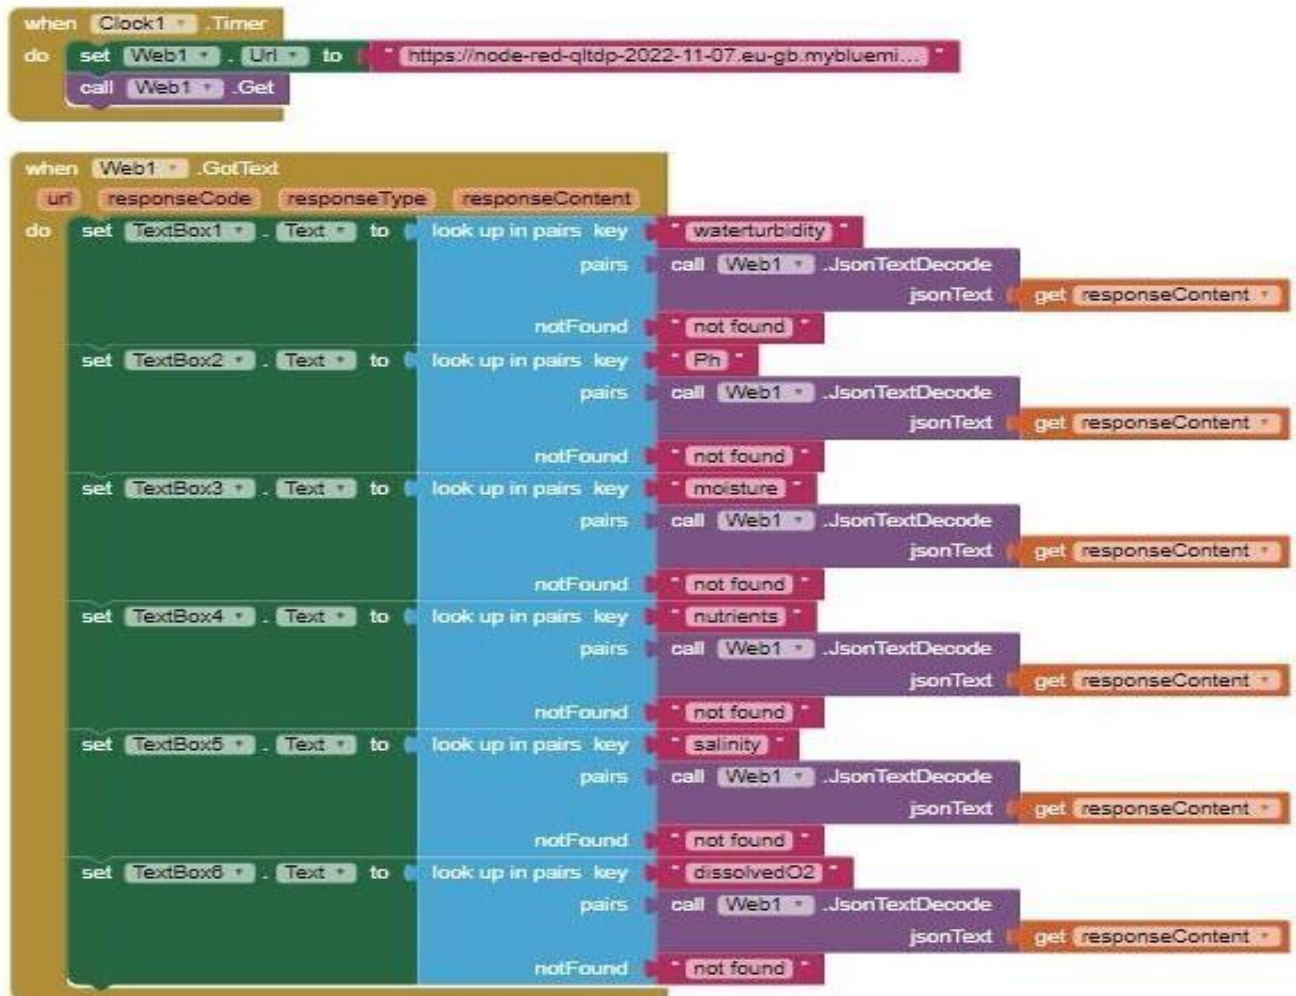 when Clock1 .Timer
do set Web1 . Url to " https://node-red-qltdp-2022-11-07.eu-gb.mybluemi... "
call Web1 .Get
when Web1 .GotText
url responseCode responseType responseContent
do set TextBox1 . Text to look up in pairs key " waterturbidity "
pairs call Web1 .JsonTextDecode
jsonText get responseContent
notFound " not found "
set TextBox2 . Text to look up in pairs key " Ph "
pairs call Web1 .JsonTextDecode
jsonText get responseContent
notFound " not found "
set TextBox3 . Text to look up in pairs key " moisture "
pairs call Web1 .JsonTextDecode
jsonText get responseContent
notFound " not found "
set TextBox4 . Text to look up in pairs key " nutrients "
pairs call Web1 .JsonTextDecode
jsonText get responseContent
notFound " not found "
set TextBox5 . Text to look up in pairs key " salinity "
pairs call Web1 .JsonTextDecode
jsonText get responseContent
notFound " not found "
set TextBox6 . Text to look up in pairs key " dissolvedO2 "
pairs call Web1 .JsonTextDecode
jsonText get responseContent
notFound " not found "